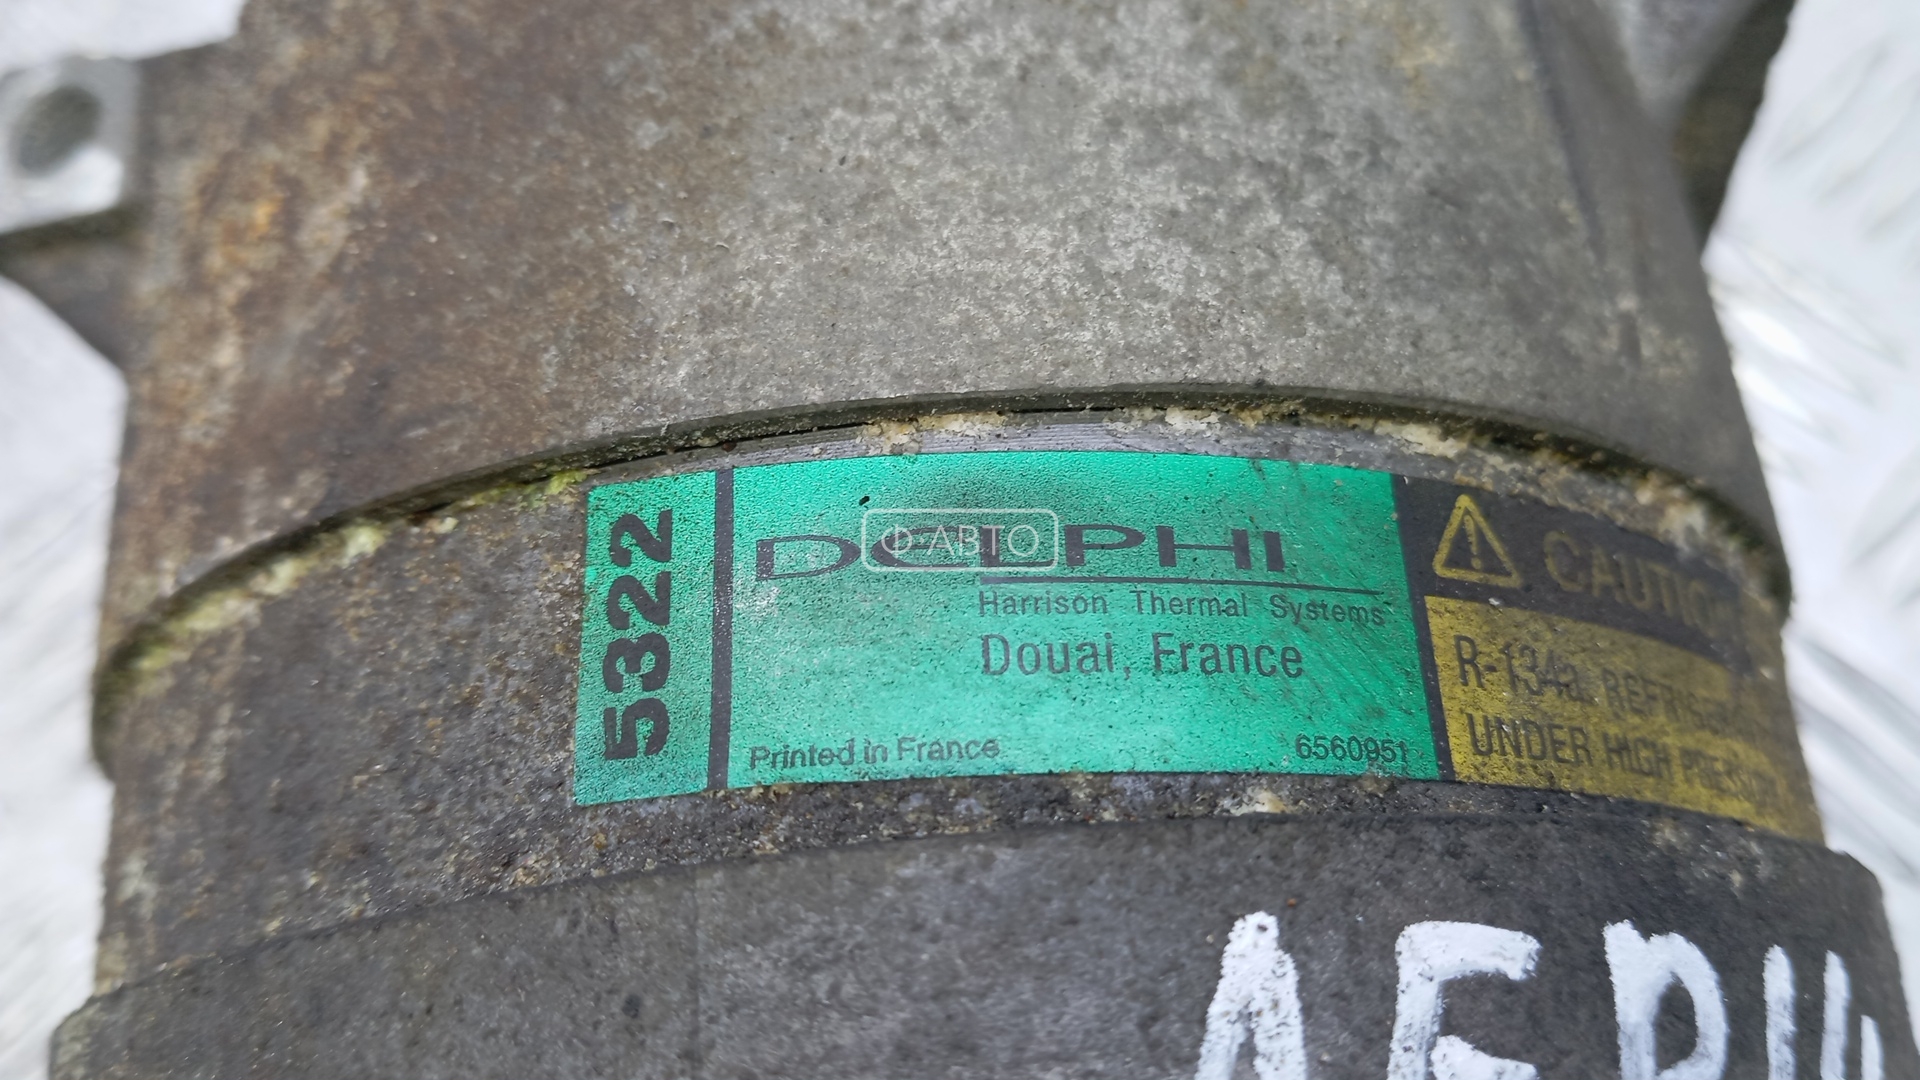 5322
DELPHI
Ф-АВТО
Harrison Thermal Systems
Douai, France
Printed in France
6560951
CAUTION
R-134a
UNDER HIGH